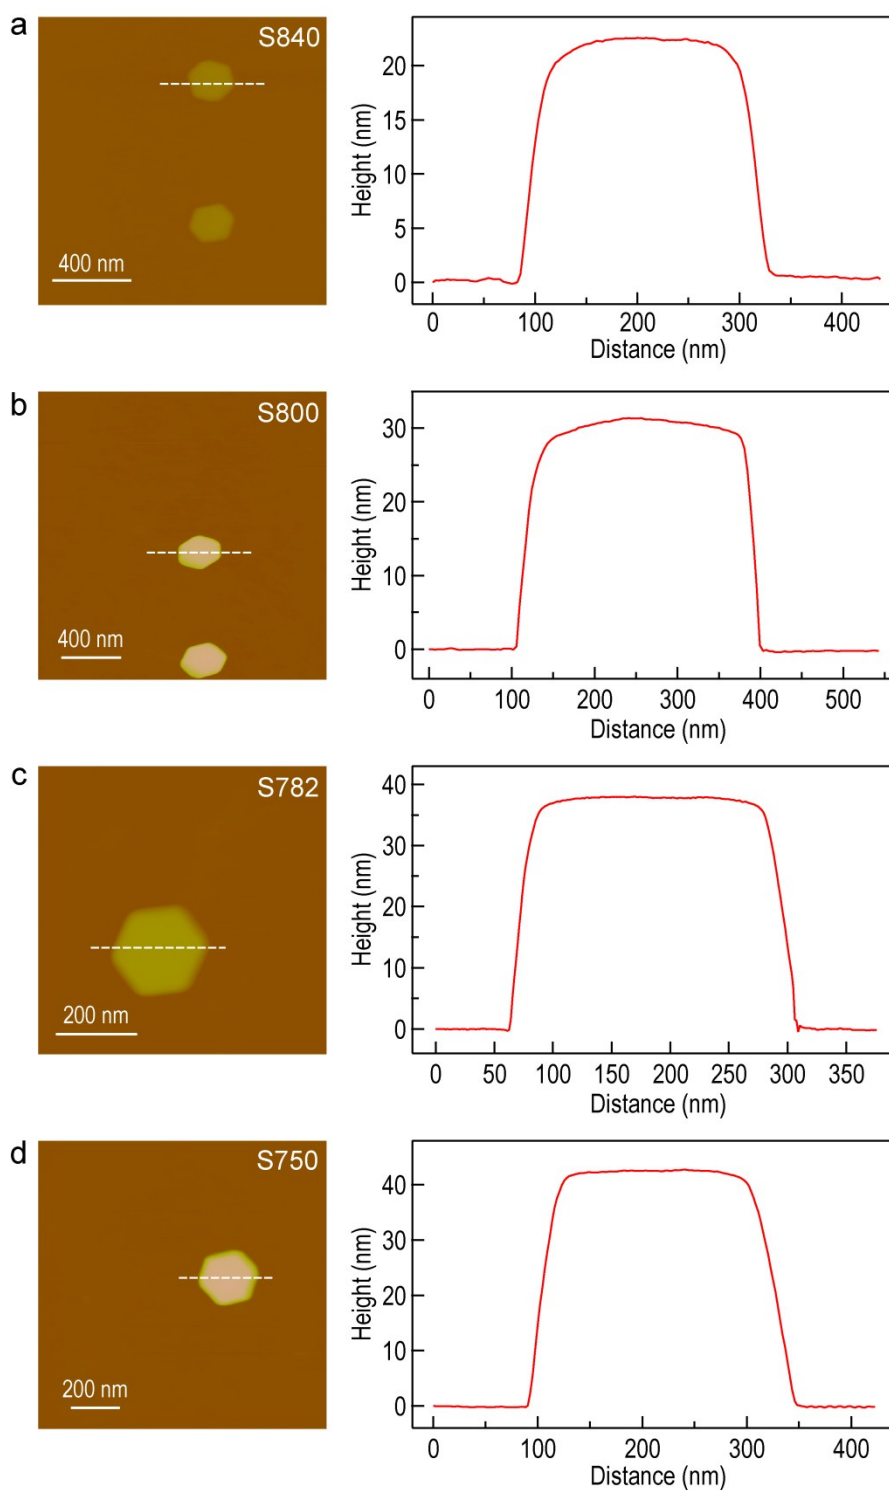 a
S840
400 nm
Height (nm)
20
15
10
5
0
0 100 200 300 400
Distance (nm)
b
S800
400 nm
Height (nm)
30
20
10
0
0 100 200 300 400 500
Distance (nm)
c
S782
200 nm
Height (nm)
40
30
20
10
0
0 50 100 150 200 250 300 350
Distance (nm)
d
S750
200 nm
Height (nm)
40
30
20
10
0
0 100 200 300 400
Distance (nm)